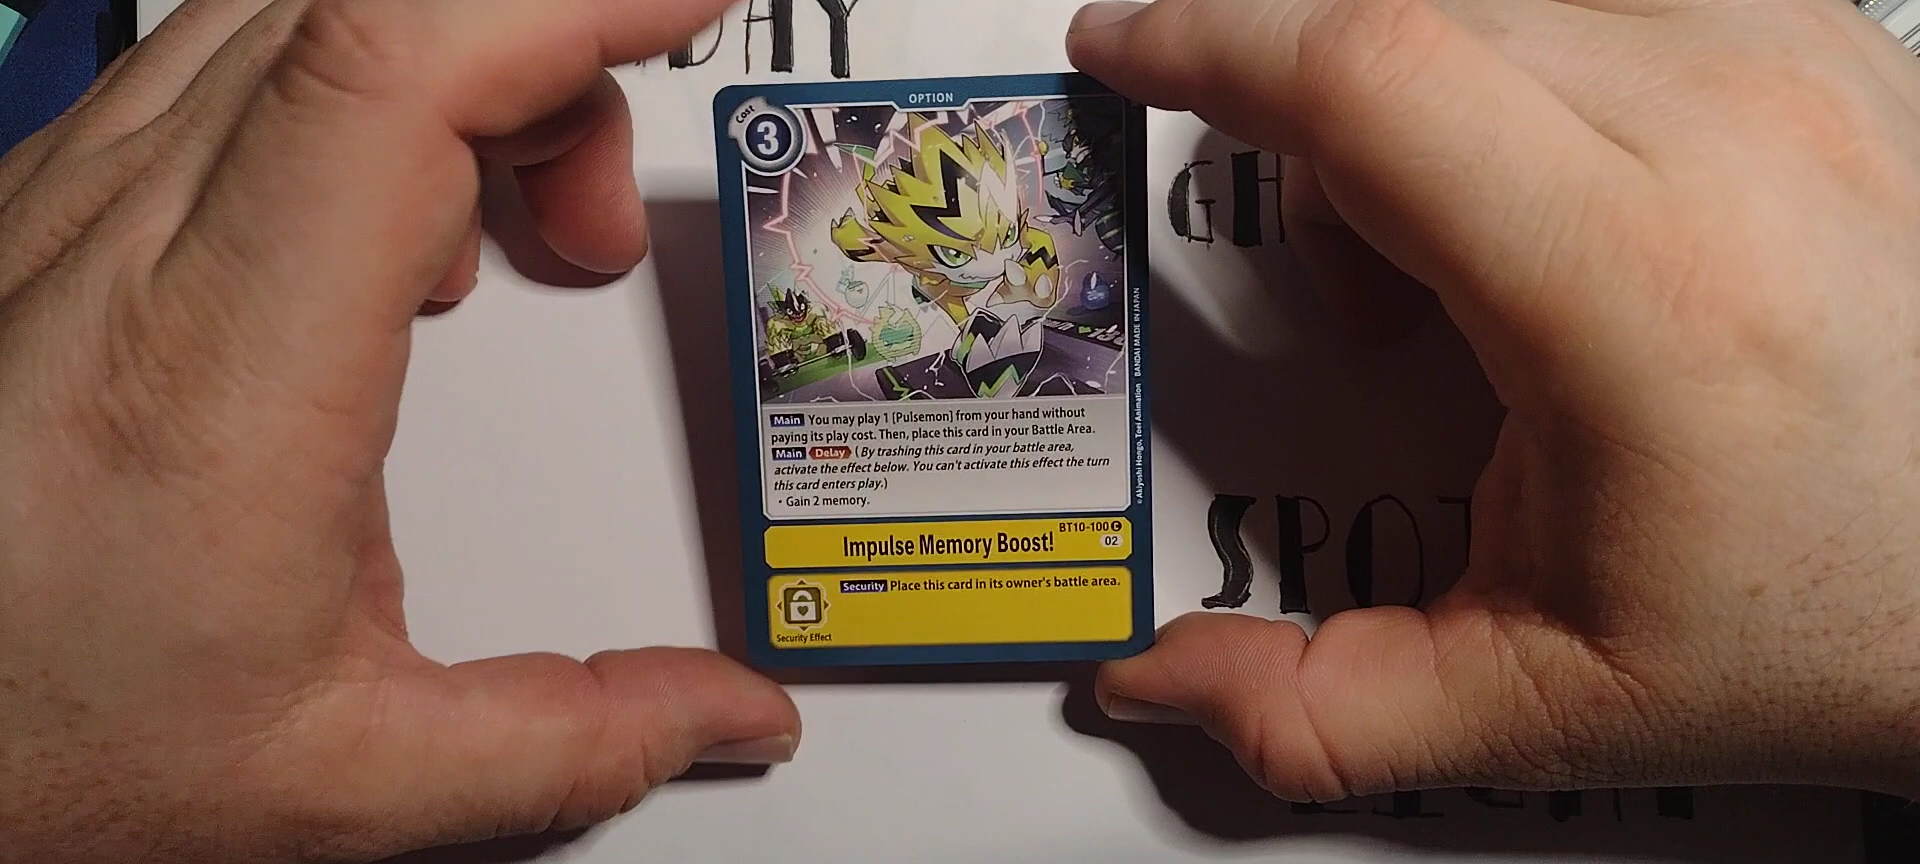 DAY
OPTION
Cost
3
GH
Main You may play 1 [Pulsemon] from your hand without
paying its play cost. Then, place this card in your Battle Area.
Main Delay (By trashing this card in your battle area,
activate the effect below. You can't activate this effect the turn
this card enters play.)
• Gain 2 memory.
©Akiyoshi Hongo, Toei Animation BANDAI MADE IN JAPAN
BT10-100 C
Impulse Memory Boost!
02
SPOT
Security Place this card in its owner's battle area.
Security Effect